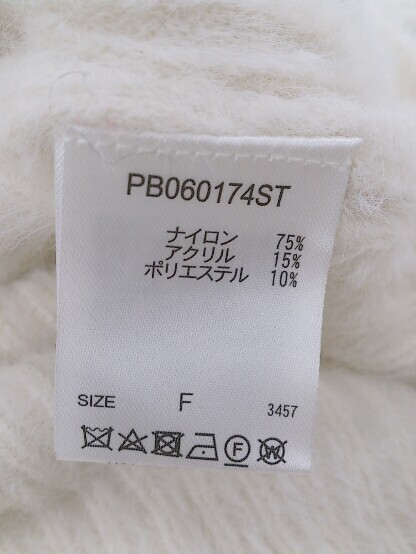 PB060174ST
ナイロン 75%
アクリル 15%
ポリエステル 10%
SIZE F 3457
F W